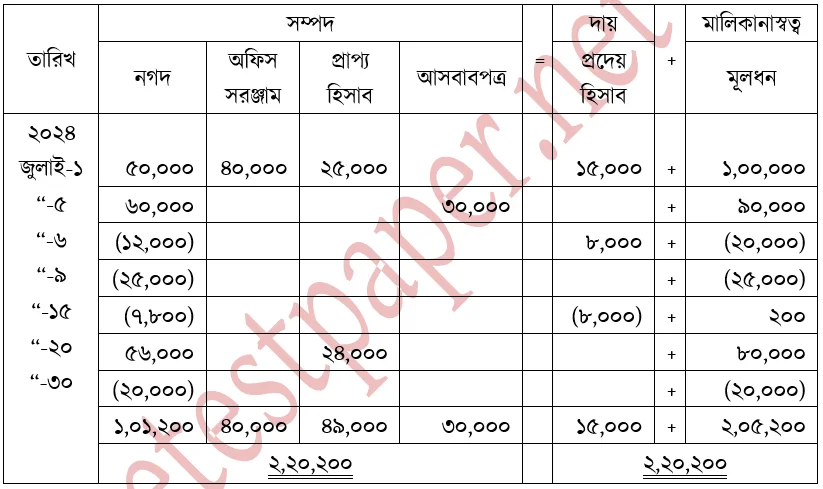 তারিখ সম্পদ = দায় + মালিকানাস্বত্ব
নগদ অফিস সরঞ্জাম প্রাপ্য হিসাব আসবাবপত্র প্রদেয় হিসাব মূলধন
২০২৪
জুলাই-১ ৫০,০০০ ৪০,০০০ ২৫,০০০ ১৫,০০০ + ১,০০,০০০
“-৫ ৬০,০০০ ৩০,০০০ + ৯০,০০০
“-৬ (১২,০০০) ৮,০০০ + (২০,০০০)
“-৯ (২৫,০০০) + (২৫,০০০)
“-১৫ (৭,৮০০) (৮,০০০) + ২০০
“-২০ ৫৬,০০০ ২৪,০০০ + ৮০,০০০
“-৩০ (২০,০০০) + (২০,০০০)
১,০১,২০০ ৪০,০০০ ৪৯,০০০ ৩০,০০০ ১৫,০০০ + ২,০৫,২০০
২,২০,২০০ ২,২০,২০০
etestpaper.net